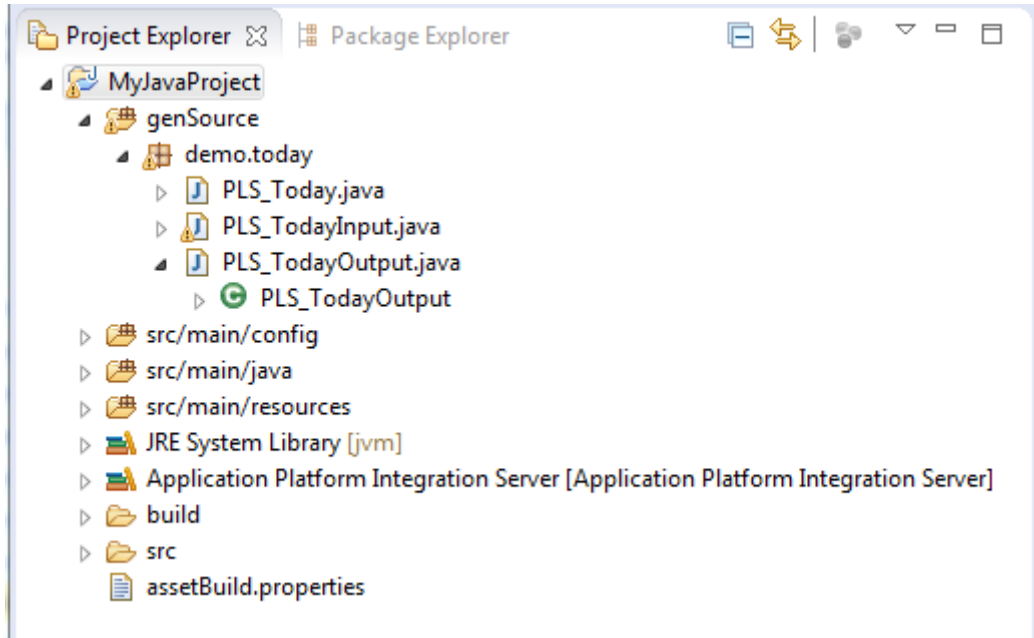 Project Explorer Package Explorer
MyJavaProject
genSource
demo.today
PLS_Today.java
PLS_TodayInput.java
PLS_TodayOutput.java
PLS_TodayOutput
src/main/config
src/main/java
src/main/resources
JRE System Library [jvm]
Application Platform Integration Server [Application Platform Integration Server]
build
src
assetBuild.properties